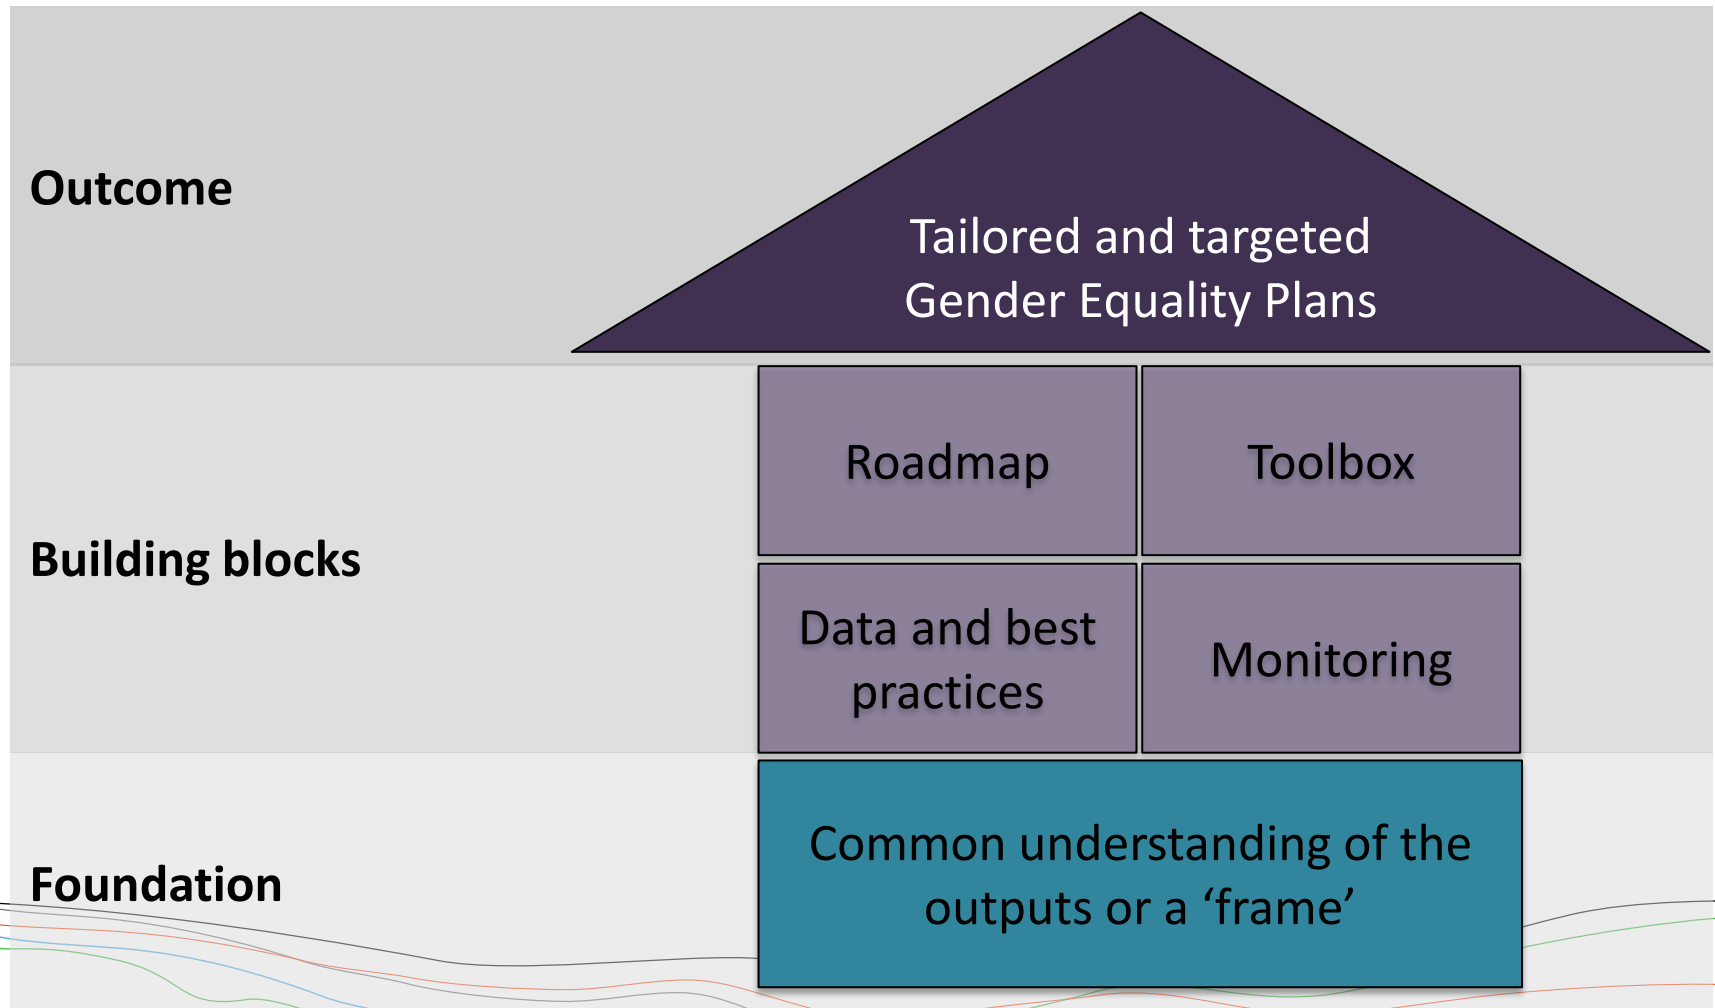 Outcome
Tailored and targeted
Gender Equality Plans
Building blocks
Roadmap
Toolbox
Data and best
practices
Monitoring
Foundation
Common understanding of the
outputs or a ‘frame’